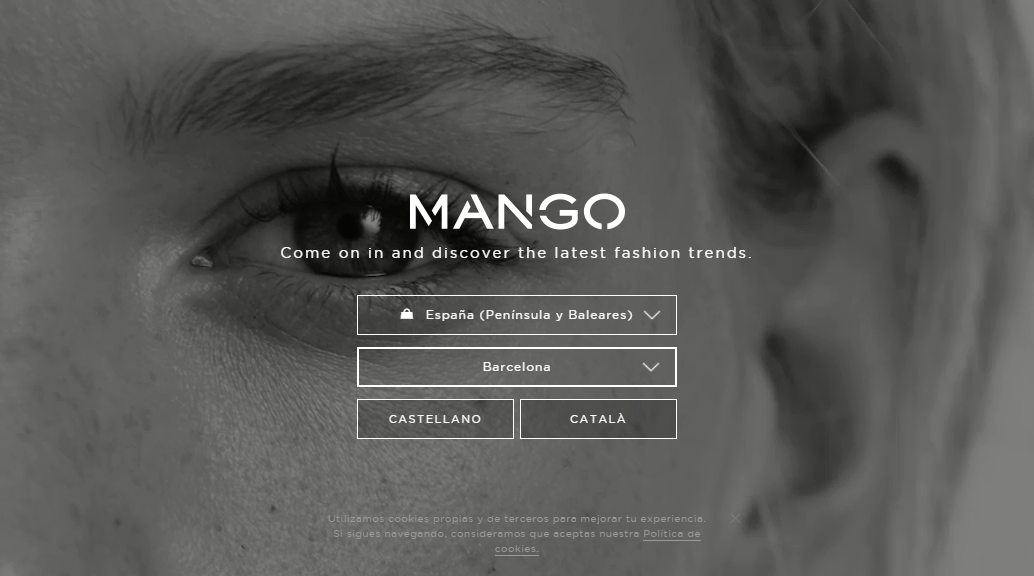 MANGO
Come on in and discover the latest fashion trends.
España (Península y Baleares)
Barcelona
CASTELLANO CATALÀ
Utilizamos cookies propias y de terceros para mejorar tu experiencia.
Si sigues navegando, consideramos que aceptas nuestra Política de
cookies.